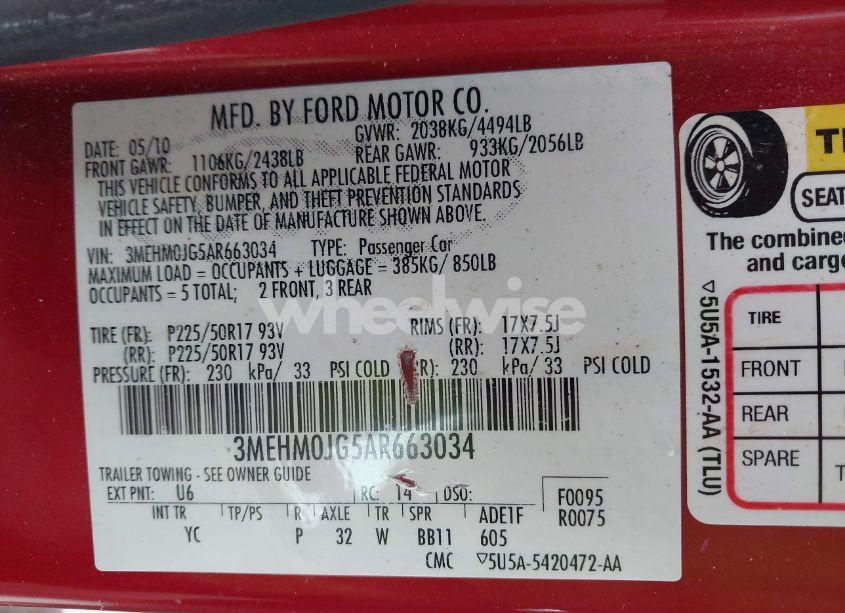 MFD. BY FORD MOTOR CO.
DATE: 05/10 GVWR: 2038KG/4494LB
FRONT GAWR: 1106KG/2438LB REAR GAWR: 933KG/2056LB
THIS VEHICLE CONFORMS TO ALL APPLICABLE FEDERAL MOTOR
VEHICLE SAFETY, BUMPER, AND THEFT PREVENTION STANDARDS
IN EFFECT ON THE DATE OF MANUFACTURE SHOWN ABOVE.
VIN: 3MEHM0JG5AR663034 TYPE: Passenger Car
MAXIMUM LOAD = OCCUPANTS + LUGGAGE = 385KG/ 850LB
OCCUPANTS = 5 TOTAL; 2 FRONT, 3 REAR
wheelwise
TIRE (FR): P225/50R17 93V RIMS (FR): 17X7.5J
(RR): P225/50R17 93V (RR): 17X7.5J
PRESSURE (FR): 230 kPa/ 33 PSI COLD R): 230 kPa/ 33 PSI COLD
3MEHM0JG5AR663034
TRAILER TOWING - SEE OWNER GUIDE
EXT PNT: U6 RC: 14 DSO: F0095
INT TR TP/PS R AXLE TR SPR ADE1F R0075
YC P 32 W BB11 605
CMC ▽5U5A-5420472-AA
SEAT
The combined
and cargo
TIRE
FRONT
REAR
SPARE
▽5U5A-1532-AA (TLU)